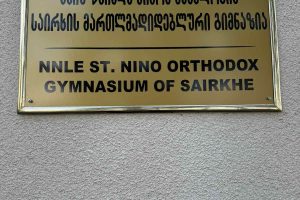 საირხის მართლმადიდებლური გიმნაზია
NNLE ST. NINO ORTHODOX
GYMNASIUM OF SAIRKHE